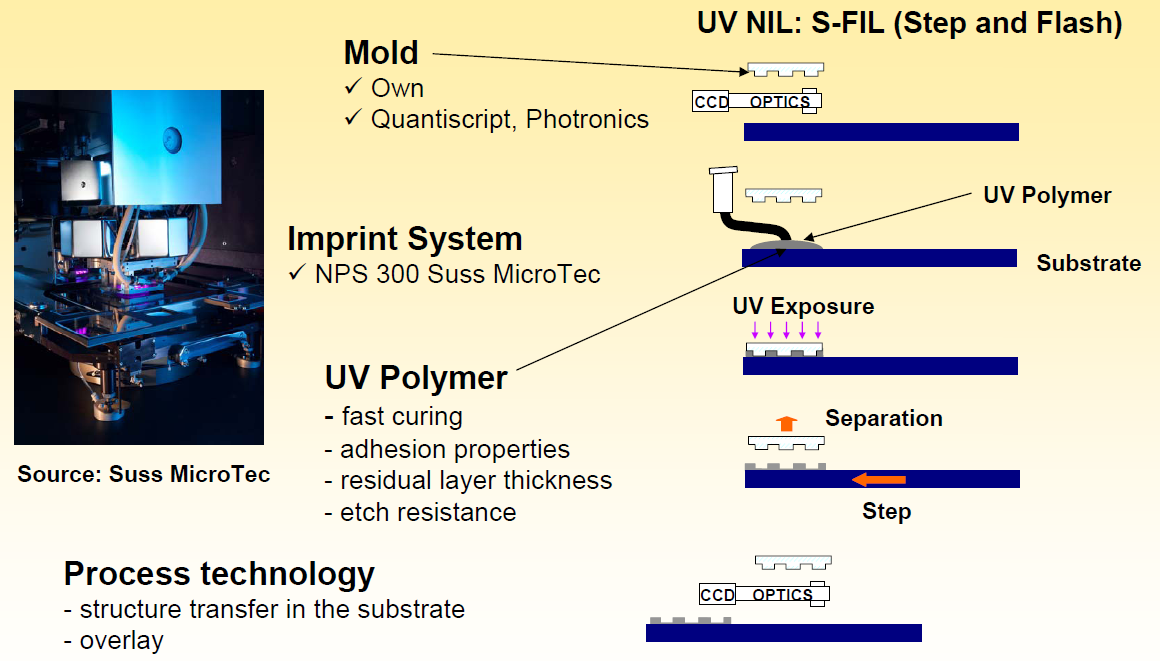 UV NIL: S-FIL (Step and Flash)
Mold
✓ Own
✓ Quantiscript, Photronics
CCD OPTICS
UV Polymer
Imprint System
✓ NPS 300 Suss MicroTec
Substrate
UV Exposure
UV Polymer
- fast curing
- adhesion properties
- residual layer thickness
- etch resistance
Separation
Step
Source: Suss MicroTec
Process technology
- structure transfer in the substrate
- overlay
CCD OPTICS